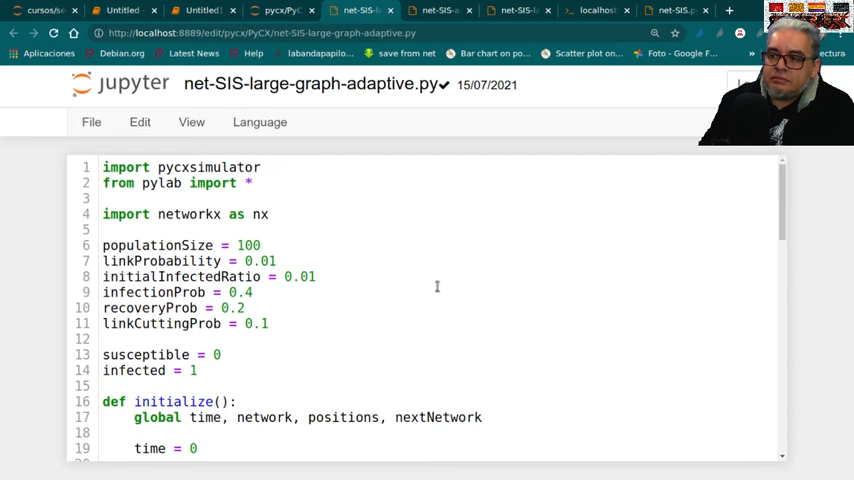 cursos/se
Untitled
Untitled1
pycx/PyC
net-SIS-la
net-SIS-a
net-SIS-la
localhost:
net-SIS.p
http://localhost:8889/edit/pycx/PyCX/net-SIS-large-graph-adaptive.py
Aplicaciones
Debian.org
Latest News
Help
labandapapilo…
save from net
Bar chart on po…
Scatter plot on…
Foto - Google F…
ectura
jupyter net-SIS-large-graph-adaptive.py✔ 15/07/2021
File Edit View Language
1 import pycxsimulator
2 from pylab import *
3
4 import networkx as nx
5
6 populationSize = 100
7 linkProbability = 0.01
8 initialInfectedRatio = 0.01
9 infectionProb = 0.4
10 recoveryProb = 0.2
11 linkCuttingProb = 0.1
12
13 susceptible = 0
14 infected = 1
15
16 def initialize():
17 global time, network, positions, nextNetwork
18
19 time = 0